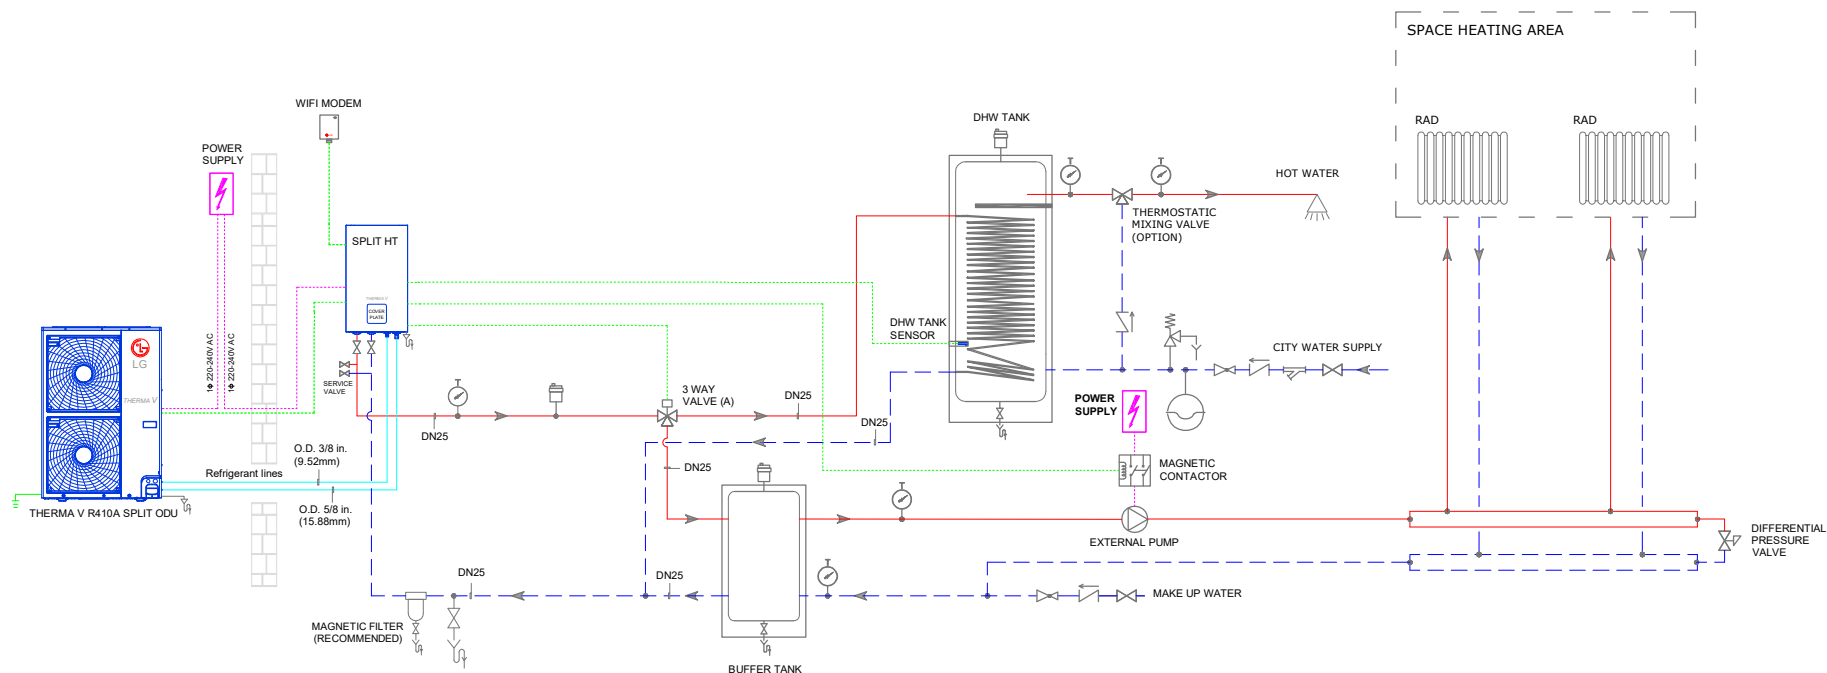 SPACE HEATING AREA
WIFI MODEM
DHW TANK
RAD
RAD
POWER
SUPPLY
HOT WATER
THERMOSTATIC
MIXING VALVE
(OPTION)
SPLIT HT
THERMA V
COVER
PLATE
DHW TANK
SENSOR
CITY WATER SUPPLY
LG
THERMA V
1Φ 220-240V AC
1Φ 220-240V AC
SERVICE
VALVE
3 WAY
VALVE (A)
DN25
POWER
SUPPLY
DN25
DN25
O.D. 3/8 in.
(9.52mm)
Refrigerant lines
DN25
MAGNETIC
CONTACTOR
O.D. 5/8 in.
(15.88mm)
THERMA V R410A SPLIT ODU
EXTERNAL PUMP
DIFFERENTIAL
PRESSURE
VALVE
DN25
DN25
MAKE UP WATER
MAGNETIC FILTER
(RECOMMENDED)
BUFFER TANK